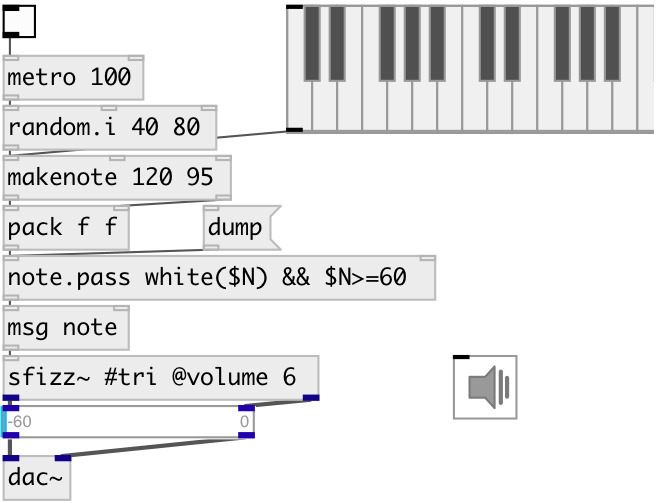 metro 100
random.i 40 80
makenote 120 95
pack f f
dump
note.pass white($N) && $N>=60
msg note
sfizz~ #tri @volume 6
-60 0
dac~